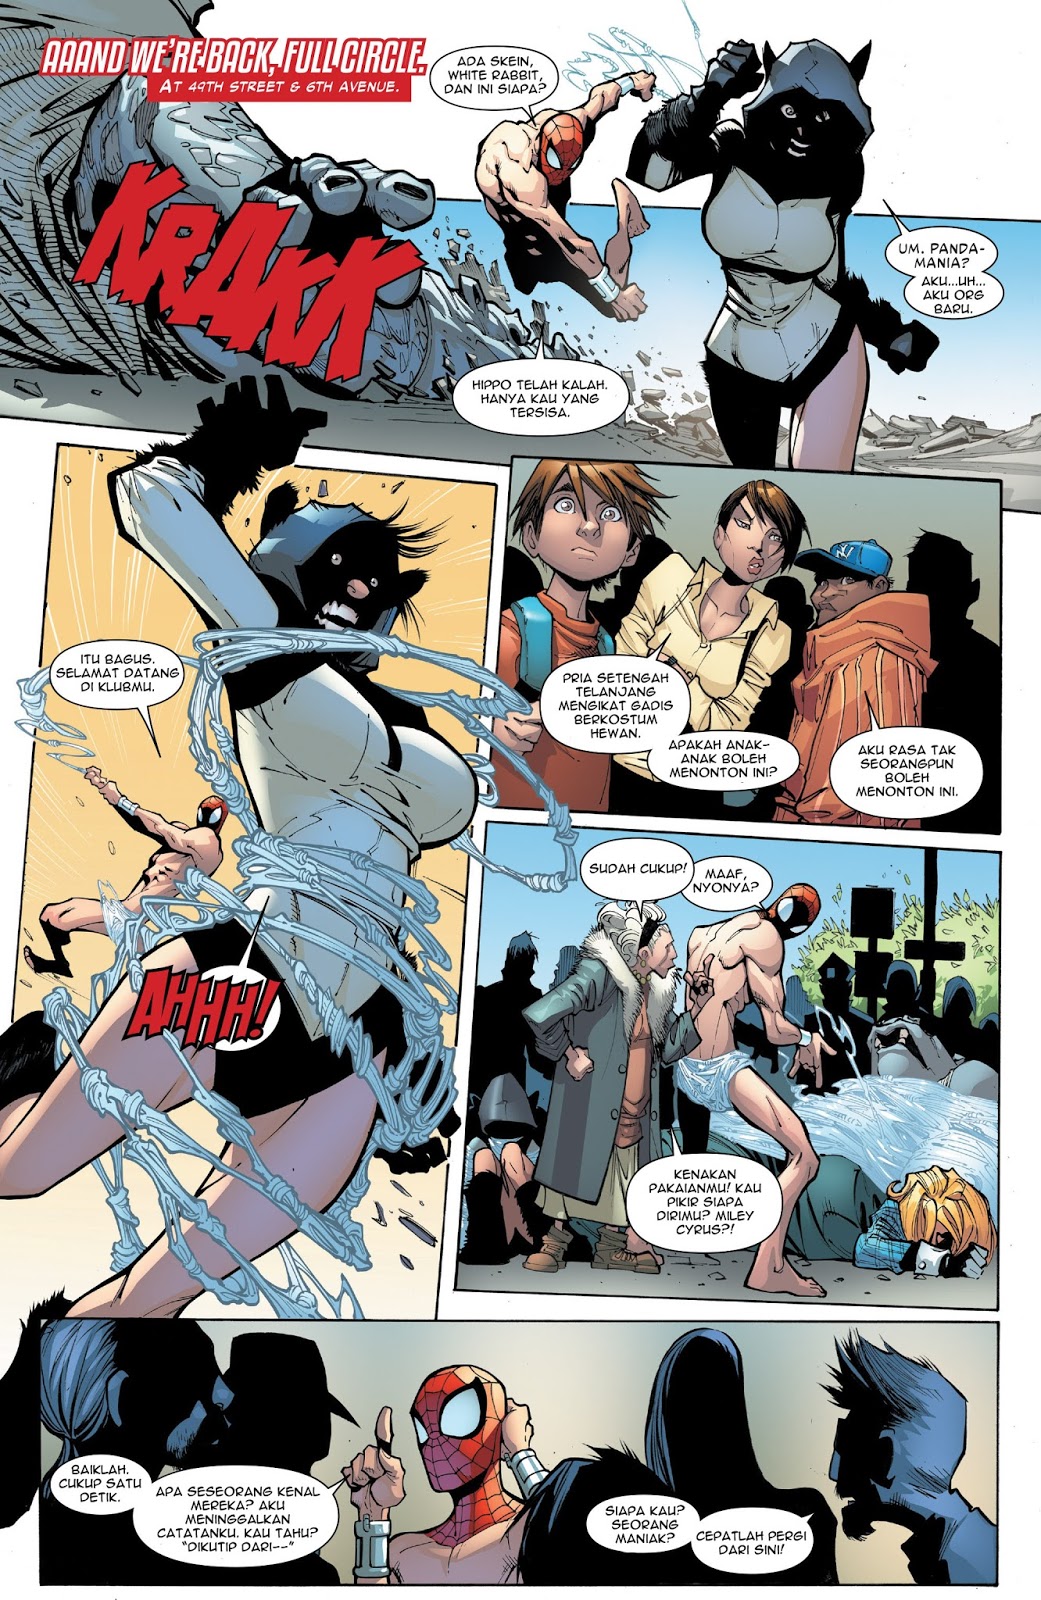 AAAND WE'RE BACK, FULL CIRCLE.
AT 49TH STREET & 6TH AVENUE.
ADA SKEIN,
WHITE RABBIT,
DAN INI SIAPA?
KRAKK
UM. PANDA-
MANIA?
AKU...UH...
AKU ORG
BARU.
HIPPO TELAH KALAH.
HANYA KAU YANG
TERSISA.
ITU BAGUS.
SELAMAT DATANG
DI KLUBMU.
AHHH!
PRIA SETENGAH
TELANJANG
MENGIKAT GADIS
BERKOSTUM
HEWAN.
APAKAH ANAK-
ANAK BOLEH
MENONTON INI?
NY
AKU RASA TAK
SEORANGPUN
BOLEH
MENONTON INI.
SUDAH CUKUP!
MAAF,
NYONYA?
KENAKAN
PAKAIANMU! KAU
PIKIR SIAPA
DIRIMU? MILEY
CYRUS?!
BAIKLAH.
CUKUP SATU
DETIK.
APA SESEORANG KENAL
MEREKA? AKU
MENINGGALKAN
CATATANKU. KAU TAHU?
"DIKUTIP DARI--"
SIAPA KAU?
SEORANG
MANIAK?
CEPATLAH PERGI
DARI SINI!